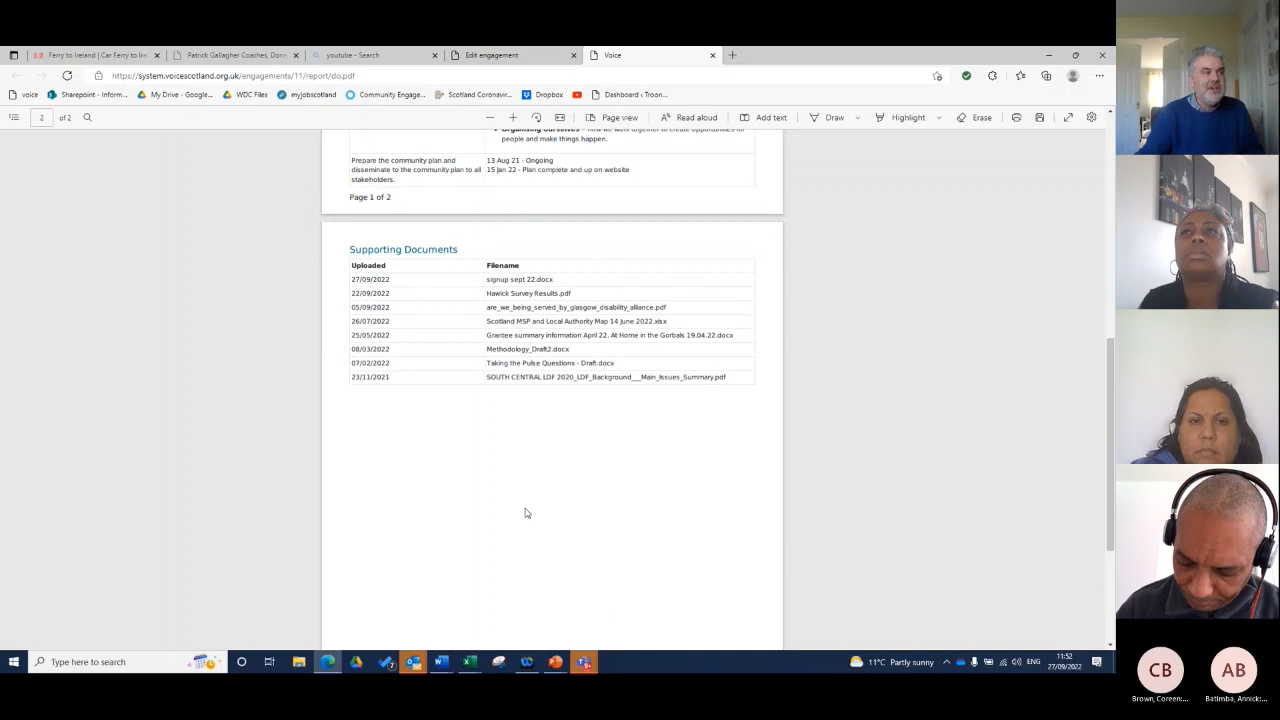 Ferry to Ireland | Car Ferry to Ire
Patrick Gallagher Coaches, Done
youtube - Search
Edit engagement
Voice
https://system.voicescotland.org.uk/engagements/11/report/do.pdf
voice
Sharepoint - Inform...
My Drive - Google...
WDC Files
myjobscotland
Community Engage...
Scotland Coronavir...
Dropbox
Dashboard ‹ Troon...
2 of 2
Page view
Read aloud
Add text
Draw
Highlight
Erase
Organising Ourselves – how we work together to create opportunities for
people and make things happen.
Prepare the community plan and
disseminate to the community plan to all
stakeholders.
13 Aug 21 - Ongoing
15 Jan 22 - Plan complete and up on website
Page 1 of 2
Supporting Documents
Uploaded Filename
27/09/2022 signup sept 22.docx
22/09/2022 Hawick Survey Results.pdf
05/09/2022 are_we_being_served_by_glasgow_disability_alliance.pdf
26/07/2022 Scotland MSP and Local Authority Map 14 June 2022.xlsx
25/05/2022 Grantee summary information April 22. At Home in the Gorbals 19.04.22.docx
08/03/2022 Methodology_Draft2.docx
07/02/2022 Taking the Pulse Questions - Draft.docx
23/11/2021 SOUTH CENTRAL LDF 2020_LDF_Background___Main_Issues_Summary.pdf
Type here to search
11°C Partly sunny
ENG
11:52
27/09/2022
CB
AB
Brown, Coreen:...
Batimba, Annick:...